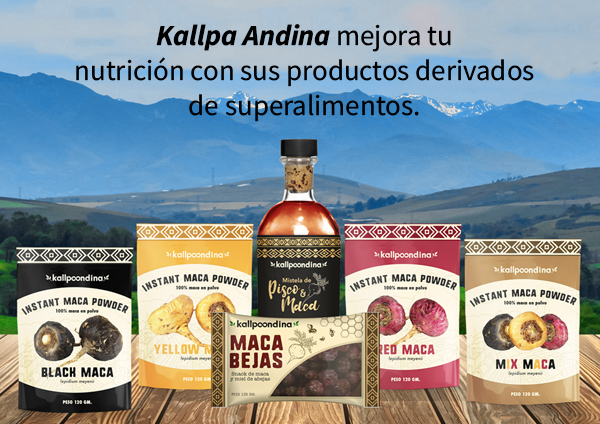 Kallpa Andina mejora tu
nutrición con sus productos derivados
de superalimentos.
kallpaandina
INSTANT MACA POWDER
100% maca en polvo
BLACK MACA
lepidium meyenii
PESO 120 GM.
kallpaandina
INSTANT MACA POWDER
100% maca en polvo
YELLOW
lepidium meyenii
kallpaandina
Mistela de
Pisco &
Maca
kallpaandina
MACA
BEJAS
Snack de maca
y miel de abejas
PESO 120 GM.
kallpaandina
INSTANT MACA POWDER
100% maca en polvo
RED MACA
lepidium meyenii
PESO 120 GM.
kallpaandina
INSTANT MACA POWDER
100% maca en polvo
MIX MACA
lepidium meyenii
PESO 120 GM.